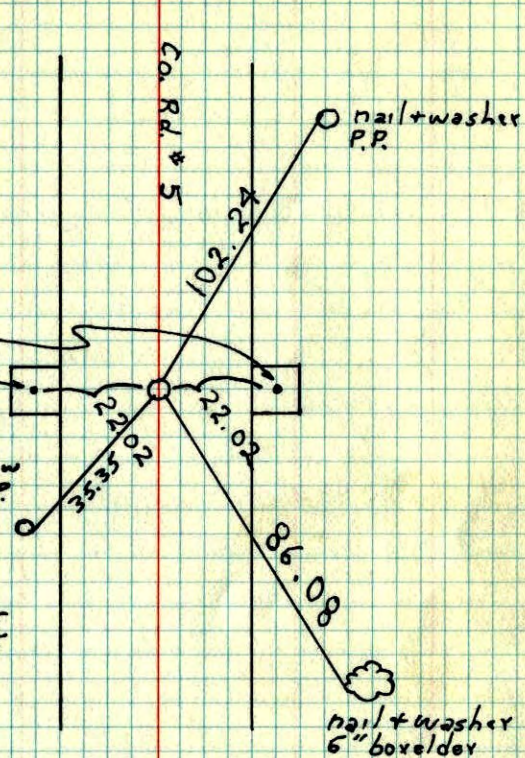 nail + washer
P.P.
Co. Rd. # 5
102.24
22.02
22.02
35.35
86.08
nail + washer
6" boxelder